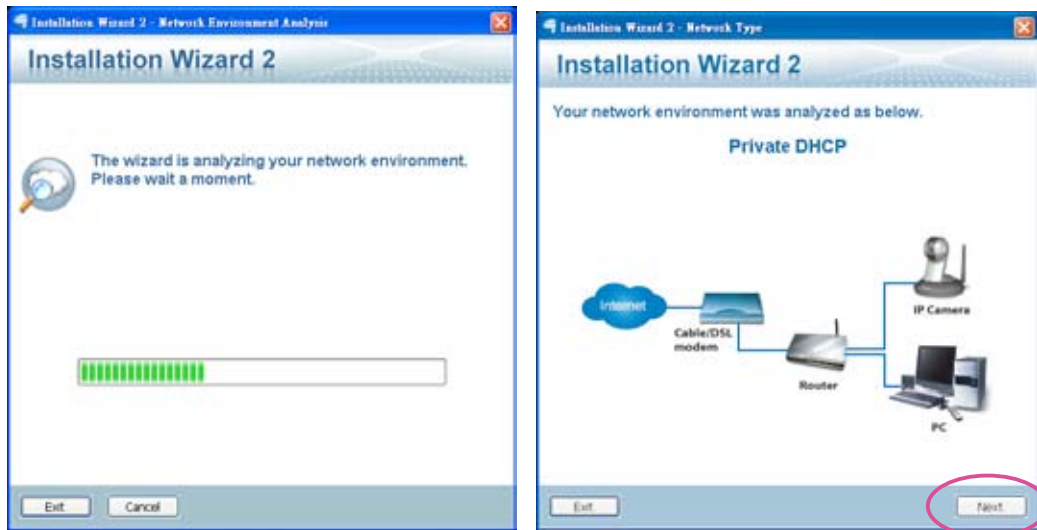 Installation Wizard 2 - Network Environment Analysis
Installation Wizard 2
The wizard is analyzing your network environment.
Please wait a moment.
Exit
Cancel
Installation Wizard 2 - Network Type
Installation Wizard 2
Your network environment was analyzed as below.
Private DHCP
Internet
Cable/DSL
modem
IP Camera
Router
PC
Exit
Next